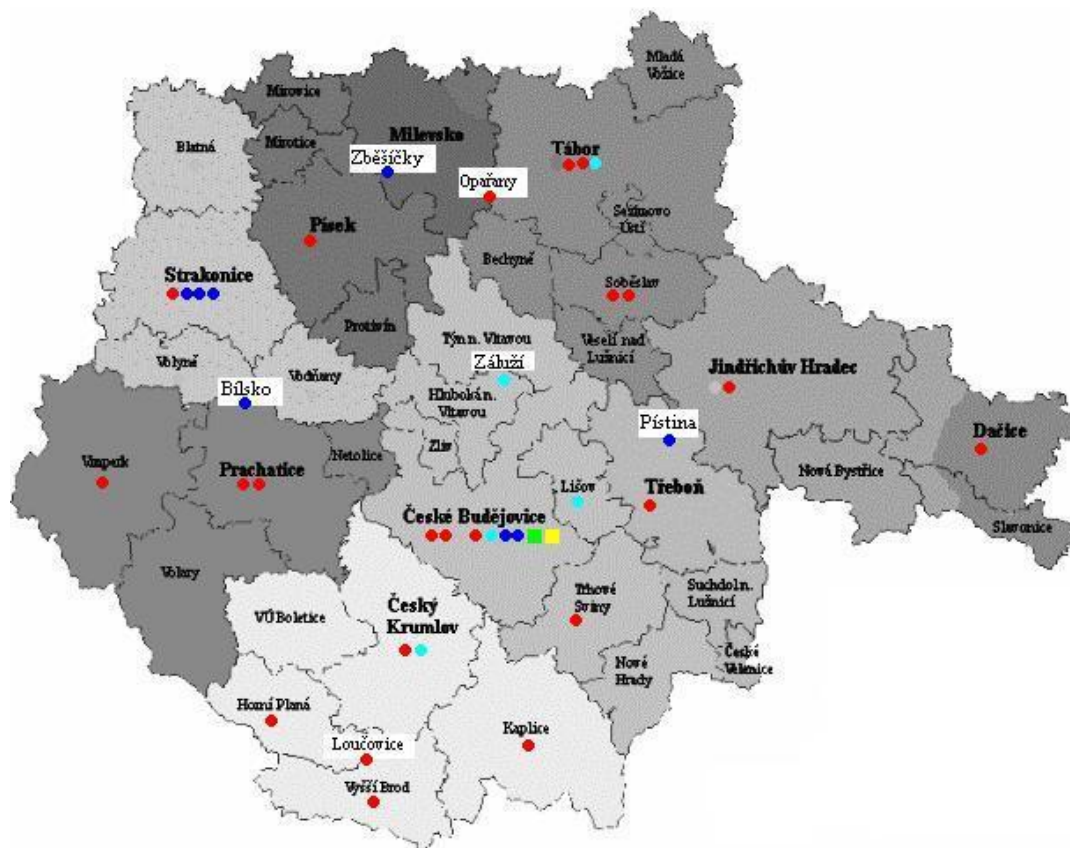 Mladá
Vožice
Mirovice
Milevsko
Mirotice
Blatná
Tábor
Zběšíčky
Opařany
Sezimovo
Ústí
Písek
Bechyně
Strakonice
Soběslav
Protivín
Týn n. Vltavou
Veselí nad
Lužnicí
Volyně
Vodňany
Záluží
Jindřichův Hradec
Bílsko
Hluboká n.
Vltavou
Pístina
Dačice
Zliv
Netolice
Vimperk
Prachatice
Nová Bystřice
Lišov
Třeboň
České Budějovice
Slavonice
Volary
Trhové
Sviny
Suchdol n.
Lužnicí
VÚ Boletice
Český
Krumlov
České
Velenice
Nové
Hrady
Horní Planá
Kaplice
Loučovice
Vyšší Brod